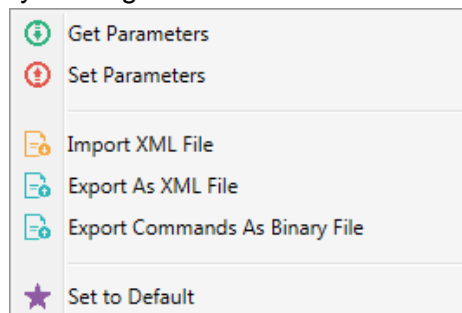 Get Parameters
Set Parameters
Import XML File
Export As XML File
Export Commands As Binary File
Set to Default